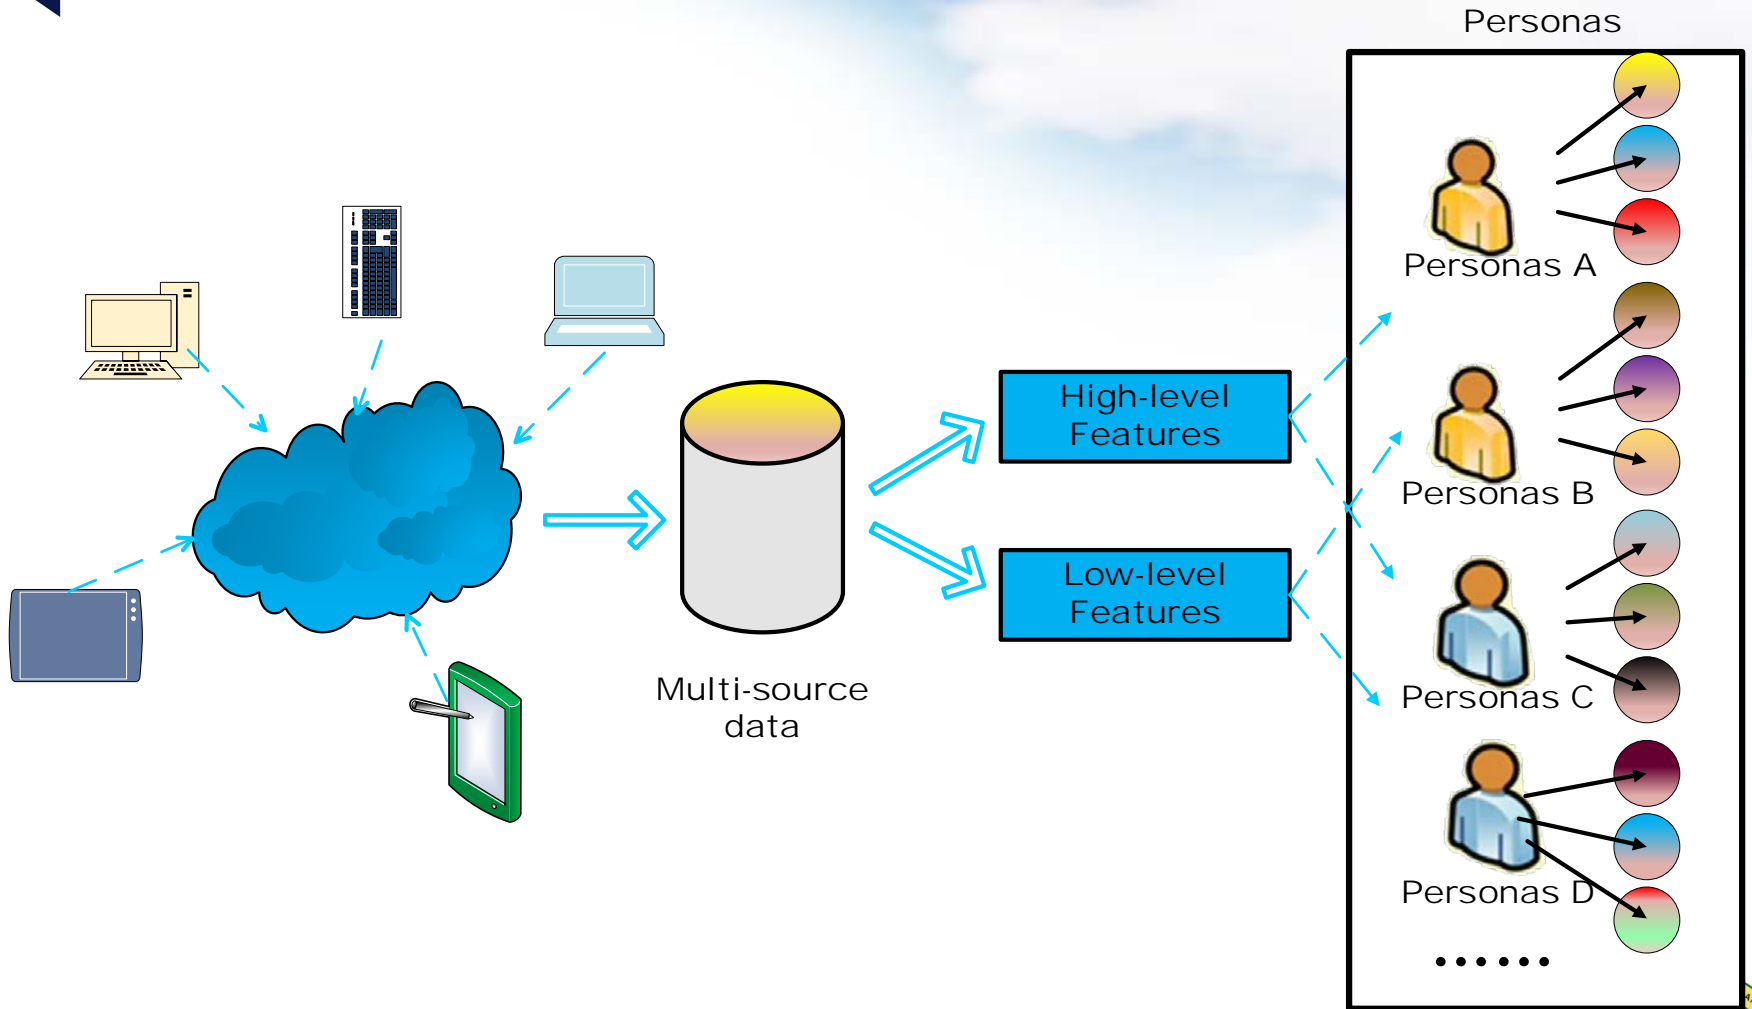 Personas
Personas A
High-level
Features
Personas B
Low-level
Features
Multi-source
data
Personas C
Personas D
......